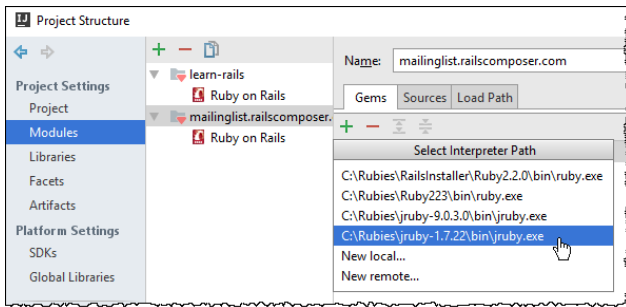 IJ Project Structure
Project Settings
Project
Modules
Libraries
Facets
Artifacts
Platform Settings
SDKs
Global Libraries
learn-rails
Ruby on Rails
mailinglist.railscomposer.
Ruby on Rails
Name: mailinglist.railscomposer.com
Gems Sources Load Path
Select Interpreter Path
C:\Rubies\RailsInstaller\Ruby2.2.0\bin\ruby.exe
C:\Rubies\Ruby223\bin\ruby.exe
C:\Rubies\jruby-9.0.3.0\bin\jruby.exe
C:\Rubies\jruby-1.7.22\bin\jruby.exe
New local...
New remote...